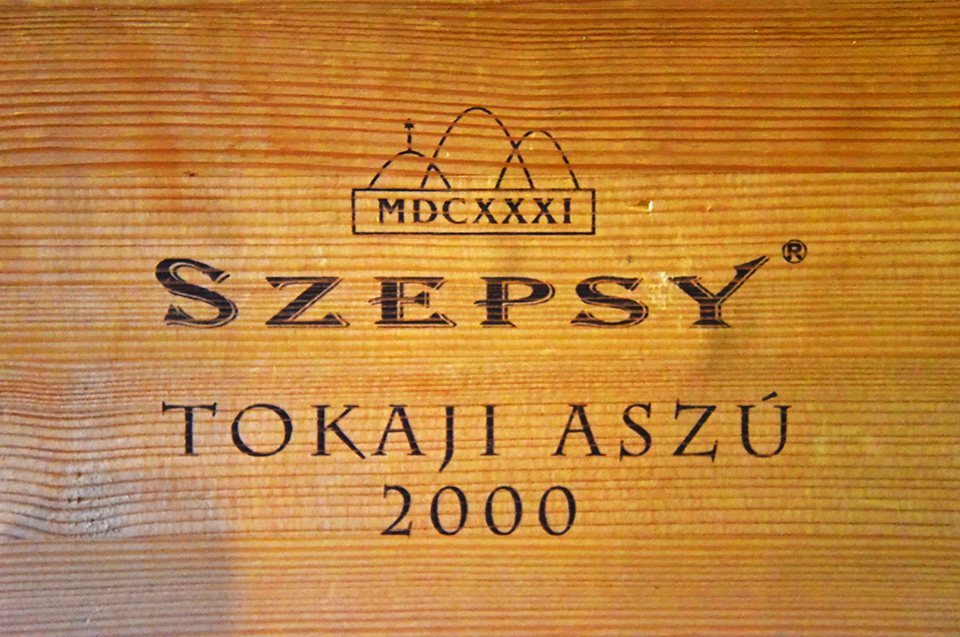 MDCXXXI
SZEPSY®
TOKAJI ASZÚ
2000